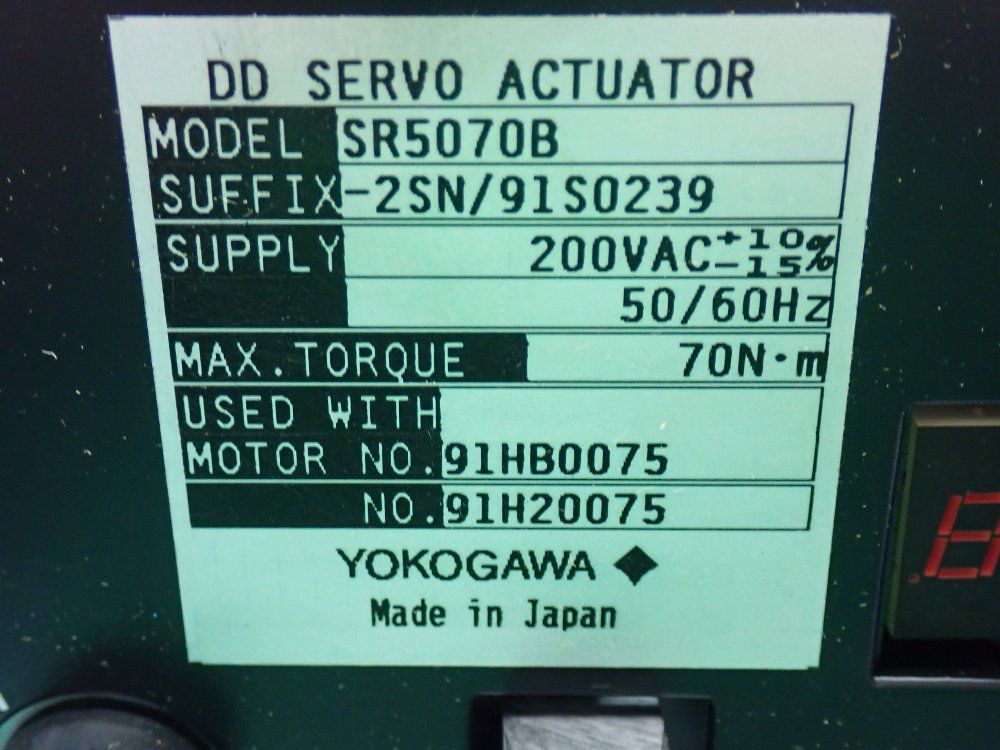 DD SERVO ACTUATOR
MODEL SR5070B
SUFFIX -2SN/91S0239
SUPPLY 200VAC +10 -15 %
50/60Hz
MAX. TORQUE 70N·m
USED WITH
MOTOR NO. 91HB0075
NO. 91H20075
YOKOGAWA
Made in Japan